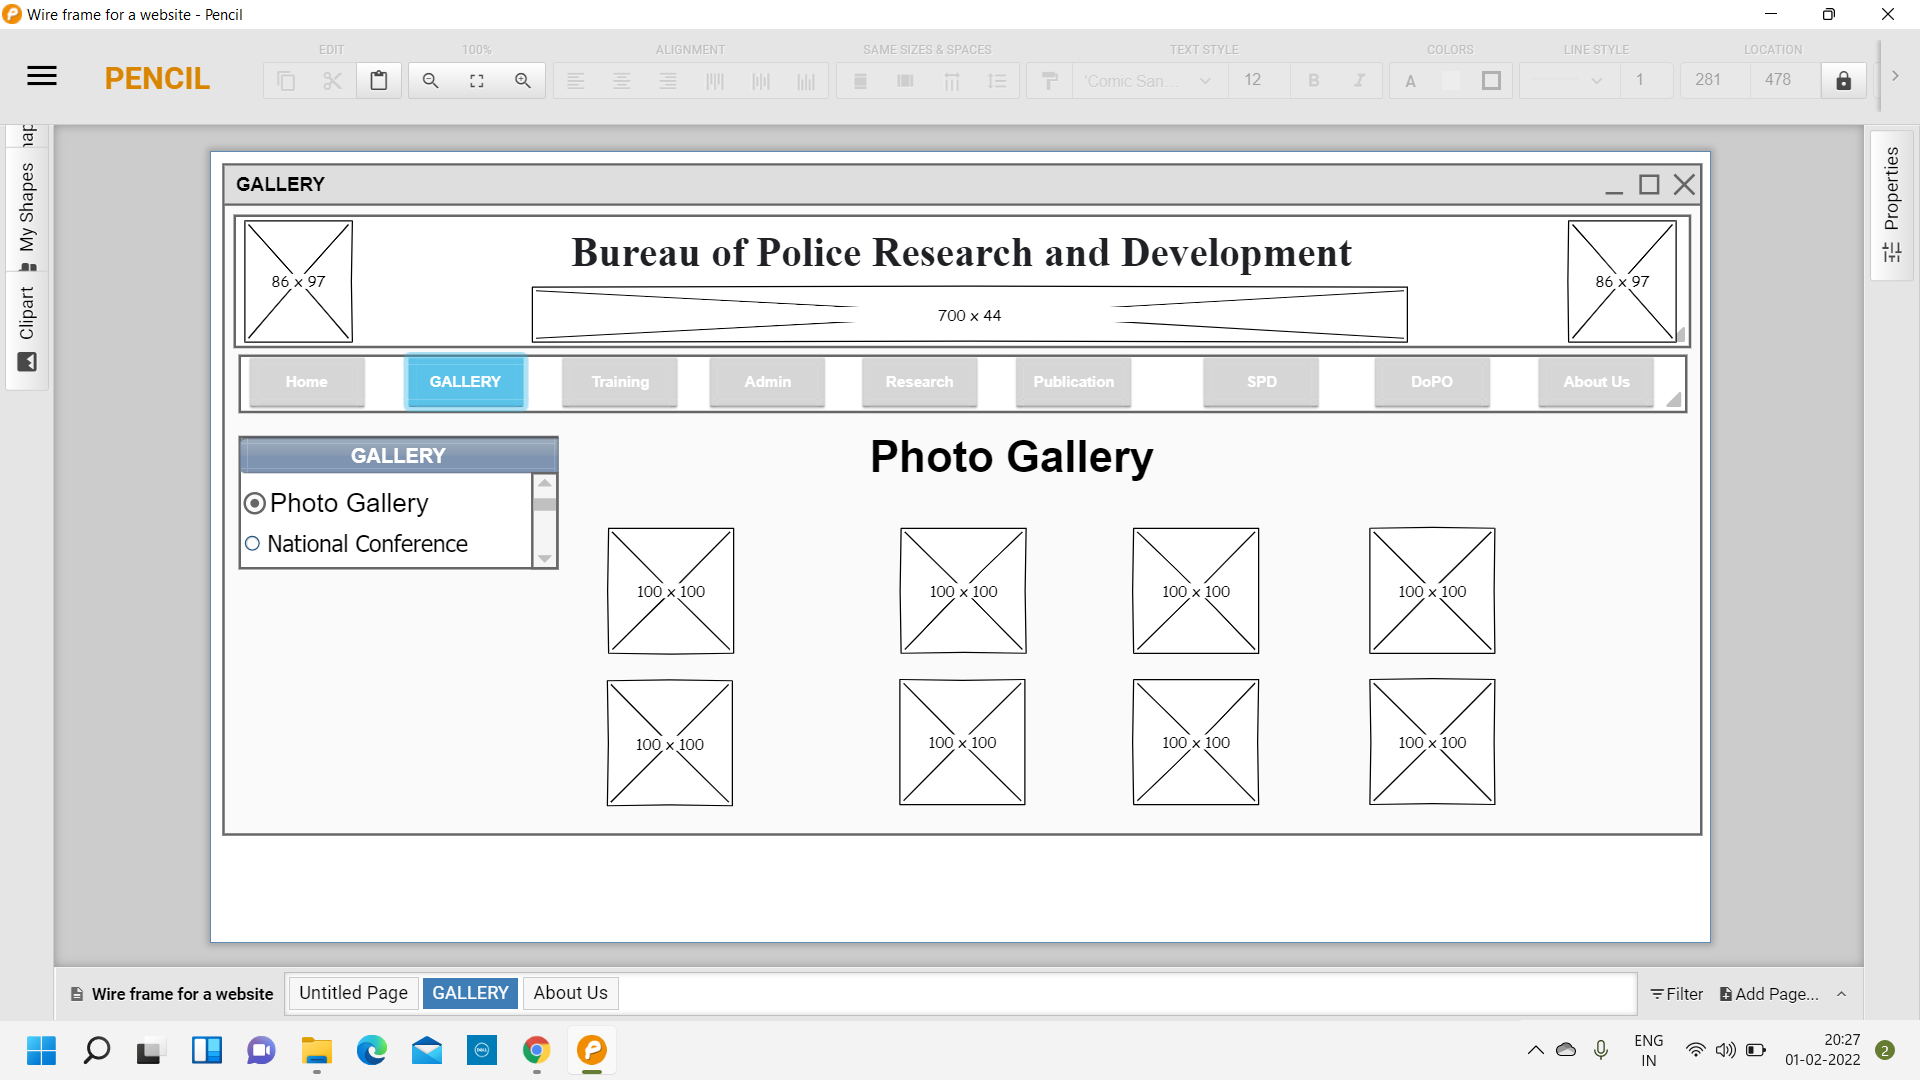 Wire frame for a website - Pencil
EDIT 100% ALIGNMENT SAME SIZES & SPACES TEXT STYLE COLORS LINE STYLE LOCATION
PENCIL
'Comic San... 12 B I A 1 281 478
My Shapes
Clipart
Properties
GALLERY
Bureau of Police Research and Development
86 x 97
700 x 44
86 x 97
Home GALLERY Training Admin Research Publication SPD DoPO About Us
GALLERY
Photo Gallery
National Conference
Photo Gallery
100 x 100 100 x 100 100 x 100 100 x 100
100 x 100 100 x 100 100 x 100 100 x 100
Wire frame for a website Untitled Page GALLERY About Us Filter Add Page...
ENG
IN
20:27
01-02-2022
2